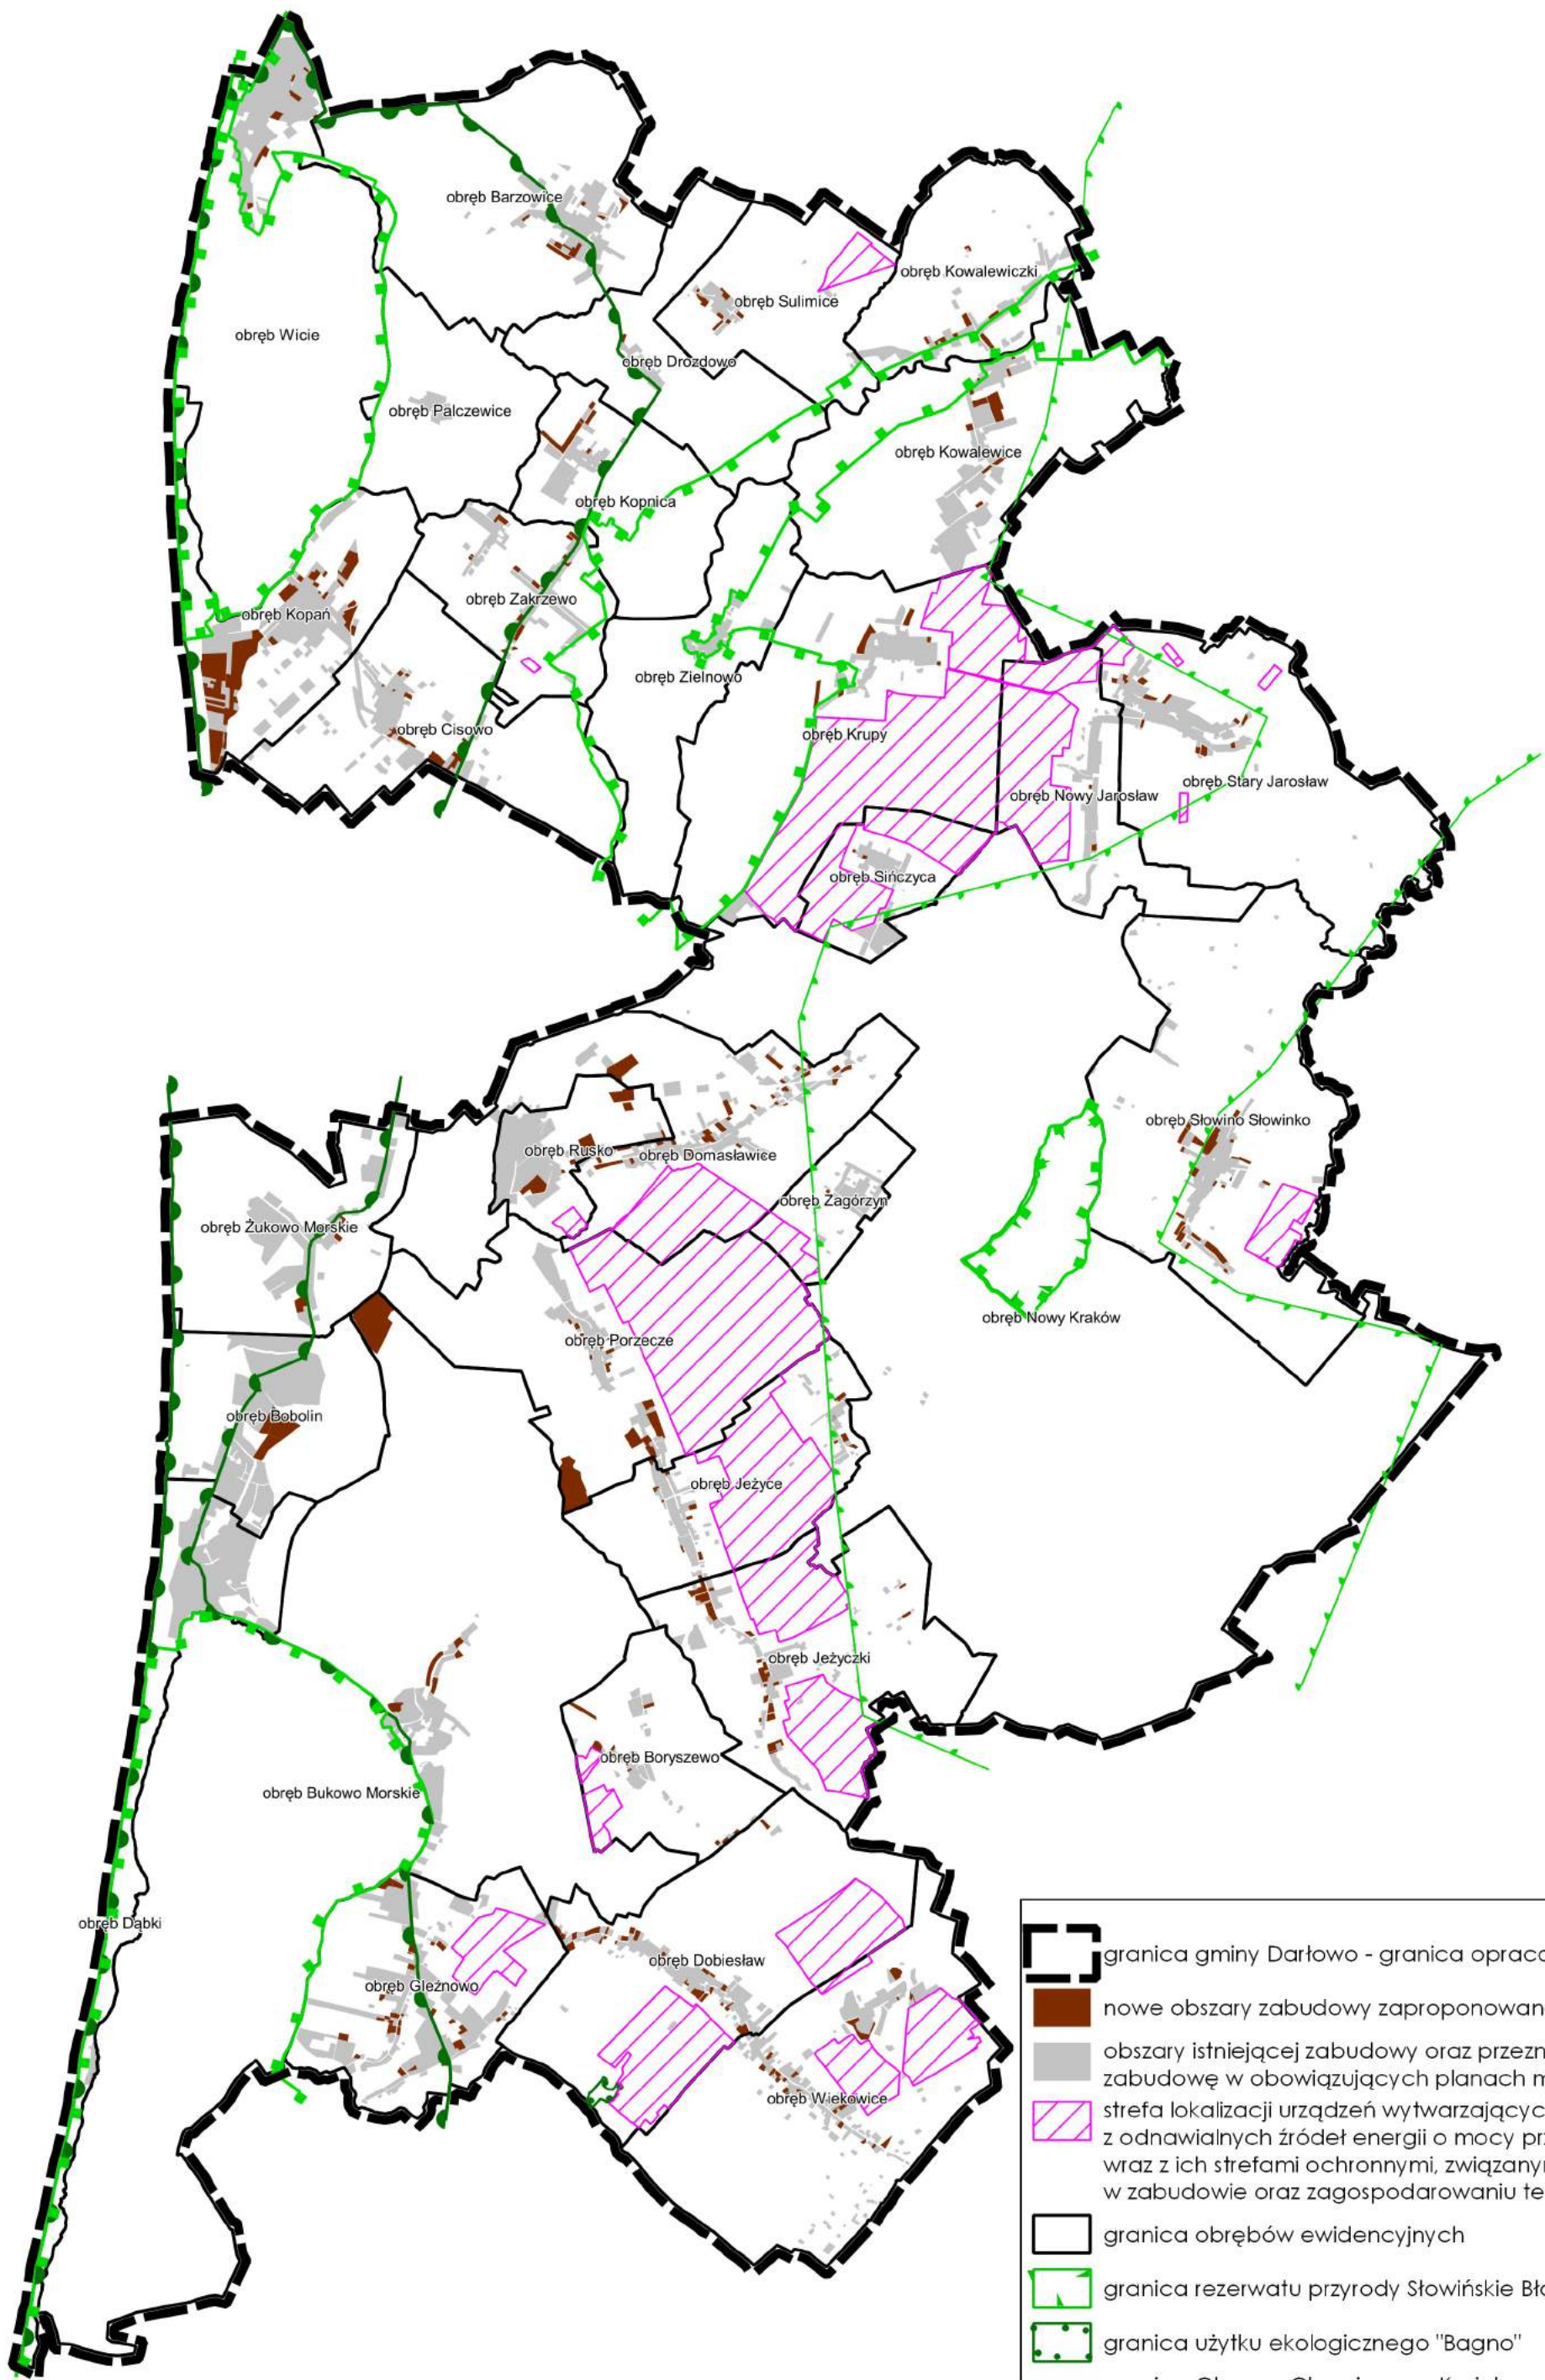 obręb Barzowice
obręb Kowalewiczki
obręb Sulimice
obręb Wicie
obręb Drozdowo
obręb Palczewice
obręb Kowalewice
obręb Kopnica
obręb Zakrzewo
obręb Kopań
obręb Zielnowo
obręb Cisowo
obręb Krupy
obręb Stary Jarosław
obręb Nowy Jarosław
obręb Sińczyca
obręb Słowino Słowinko
obręb Rusko
obręb Domasławice
obręb Zagórzyn
obręb Żukowo Morskie
obręb Nowy Kraków
obręb Porzecze
obręb Bobolin
obręb Jeżyce
obręb Jeżyczki
obręb Boryszewo
obręb Bukowo Morskie
obręb Dąbki
obręb Dobiesław
obręb Gleźnowo
obręb Wiekowice
granica gminy Darłowo - granica opraco
nowe obszary zabudowy zaproponowan
obszary istniejącej zabudowy oraz przezn
zabudowę w obowiązujących planach m
strefa lokalizacji urządzeń wytwarzającyc
z odnawialnych źródeł energii o mocy prz
wraz z ich strefami ochronnymi, związanym
w zabudowie oraz zagospodarowaniu te
granica obrębów ewidencyjnych
granica rezerwatu przyrody Słowińskie Bło
granica użytku ekologicznego "Bagno"